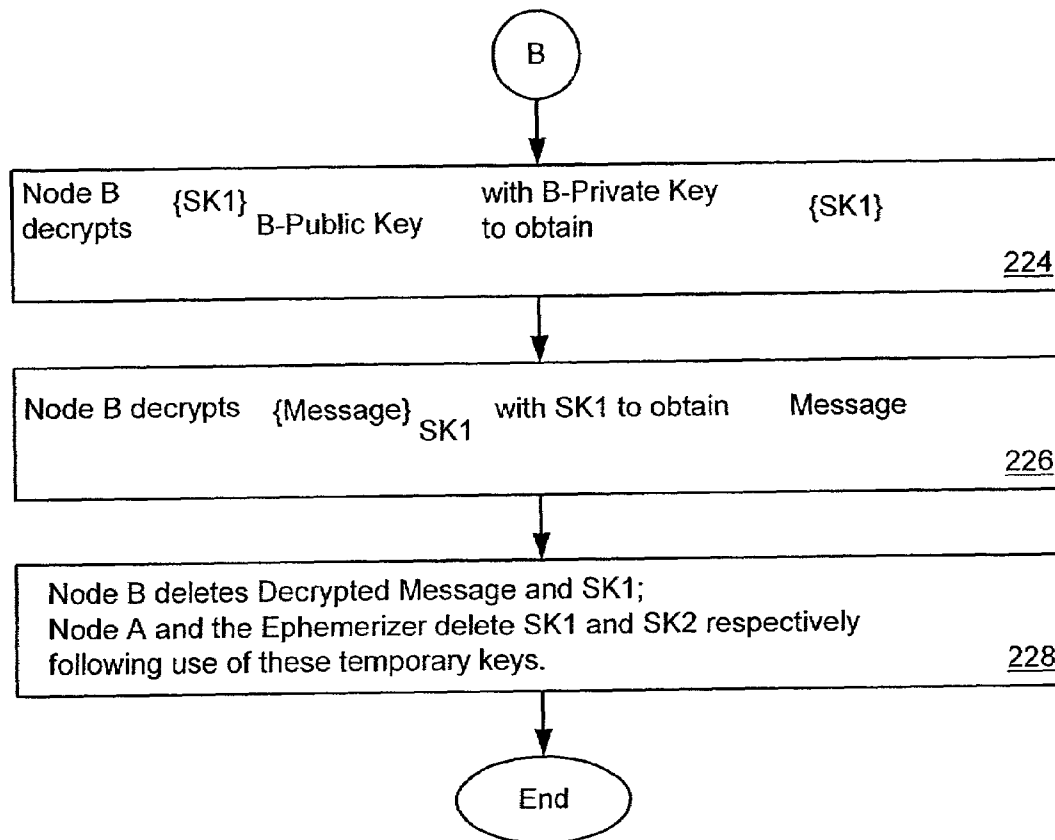 B
Node B decrypts {SK1} B-Public Key with B-Private Key to obtain {SK1}
224
Node B decrypts {Message} SK1 with SK1 to obtain Message
226
Node B deletes Decrypted Message and SK1;
Node A and the Ephemerizer delete SK1 and SK2 respectively
following use of these temporary keys.
228
End